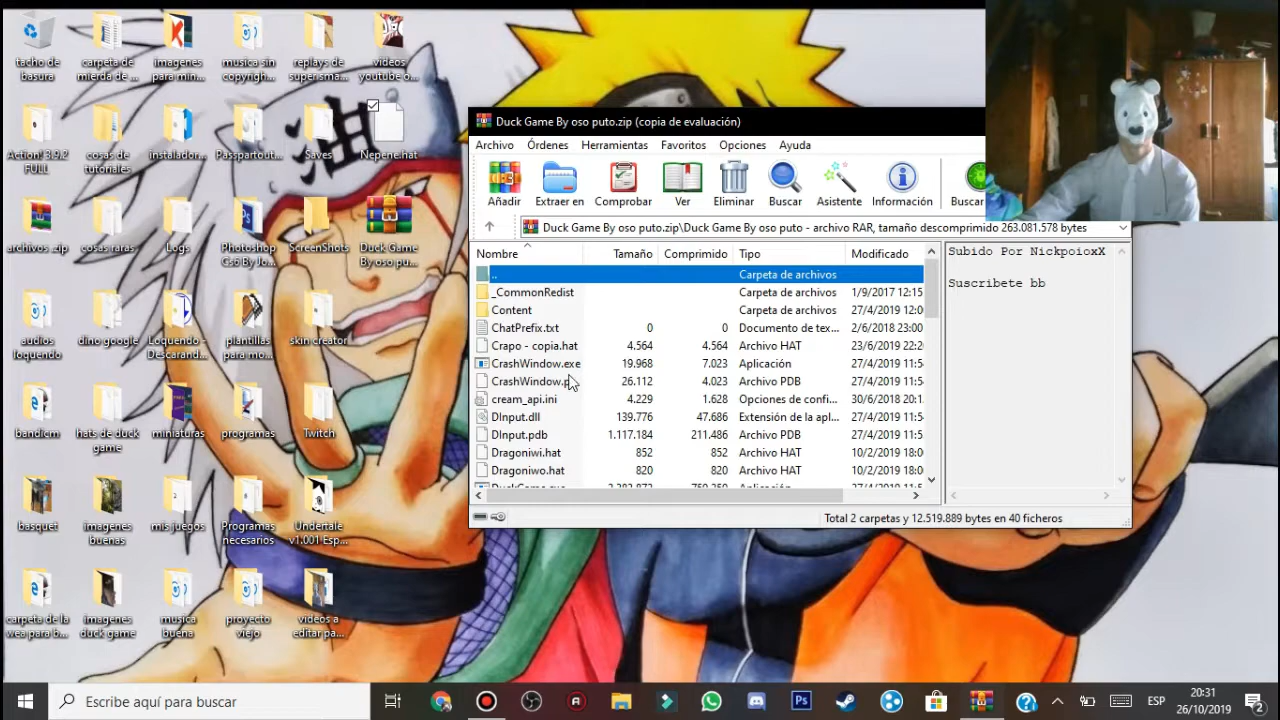 tacho de
basura
carpeta de
mierda de ...
imagenes
para min...
musica sin
copyrigh...
replays de
supersma...
videos
youtube o...
Action! 3.9.2
FULL
cosas de
tutoriales
instalador...
Passpartout...
Saves
Nepene.hat
archivos .zip
cosas raras
Logs
Photoshop
Cs6 By Jo...
ScreenShots
Duck Game
By oso pu...
audios
loquendo
dino google
Loquendo -
Descarand...
plantillas
para mo...
skin creator
bandicm
hats de duck
game
miniaturas
programas
Twitch
basquet
imagenes
buenas
mis juegos
Programas
necesarios
Undertale
v1.001 Esp...
carpeta de la
wea para b...
imagenes
duck game
musica
buena
proyecto
viejo
videos a
editar pa...
Duck Game By oso puto.zip (copia de evaluación)
Archivo Órdenes Herramientas Favoritos Opciones Ayuda
Añadir Extraer en Comprobar Ver Eliminar Buscar Asistente Información Buscar
Duck Game By oso puto.zip\Duck Game By oso puto - archivo RAR, tamaño descomprimido 263.081.578 bytes
Nombre Tamaño Comprimido Tipo Modificado
.. Carpeta de archivos
_CommonRedist Carpeta de archivos 1/9/2017 12:15
Content Carpeta de archivos 27/4/2019 12:0
ChatPrefix.txt 0 0 Documento de tex... 2/6/2018 23:00
Crapo - copia.hat 4.564 4.564 Archivo HAT 23/6/2019 22:2
CrashWindow.exe 19.968 7.023 Aplicación 27/4/2019 11:5
CrashWindow.p 26.112 4.023 Archivo PDB 27/4/2019 11:5
cream_api.ini 4.229 1.628 Opciones de confi... 30/6/2018 20:1
DInput.dll 139.776 47.686 Extensión de la apl... 27/4/2019 11:5
DInput.pdb 1.117.184 211.486 Archivo PDB 27/4/2019 11:5
Dragoniwi.hat 852 852 Archivo HAT 10/2/2019 18:0
Dragoniwo.hat 820 820 Archivo HAT 10/2/2019 18:0
Subido Por NickpoioxX
Suscribete bb
Total 2 carpetas y 12.519.889 bytes en 40 ficheros
Escribe aquí para buscar
ESP
20:31
26/10/2019
2